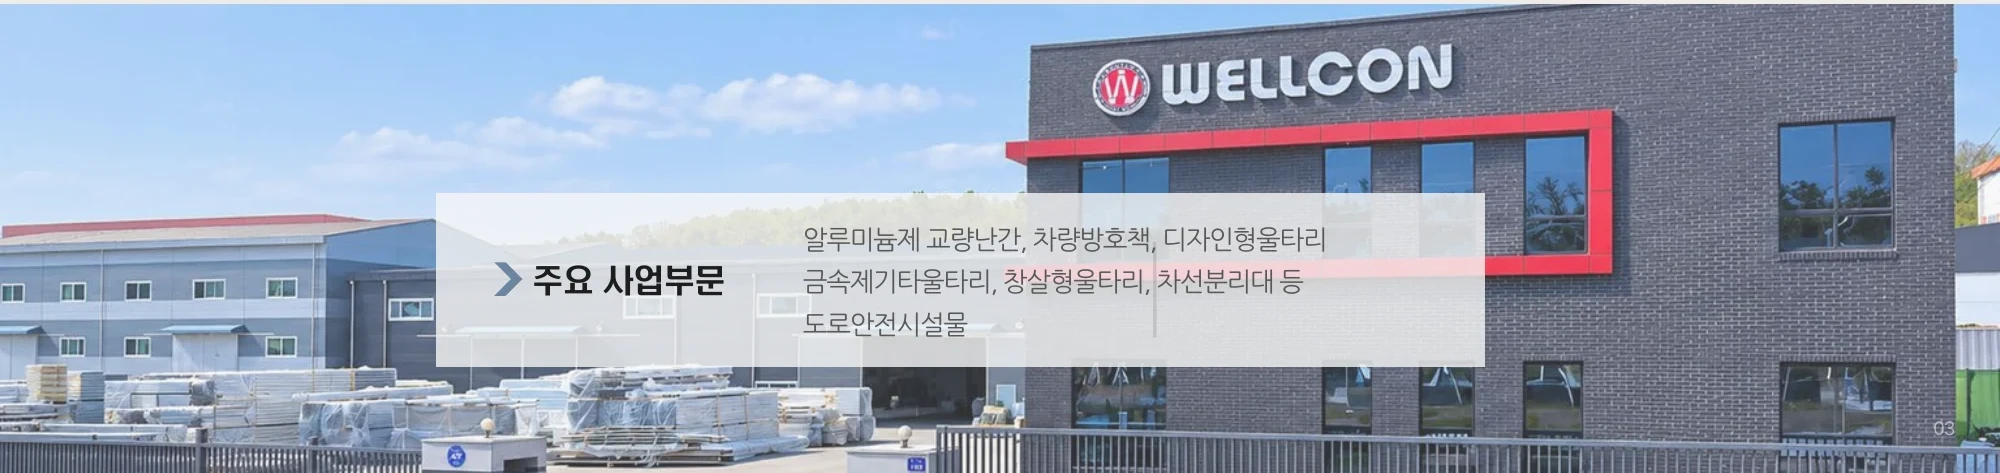 WELLCON
주요 사업부문
알루미늄제 교량난간, 차량방호책, 디자인형울타리
금속제기타울타리, 창살형울타리, 차선분리대 등
도로안전시설물
03